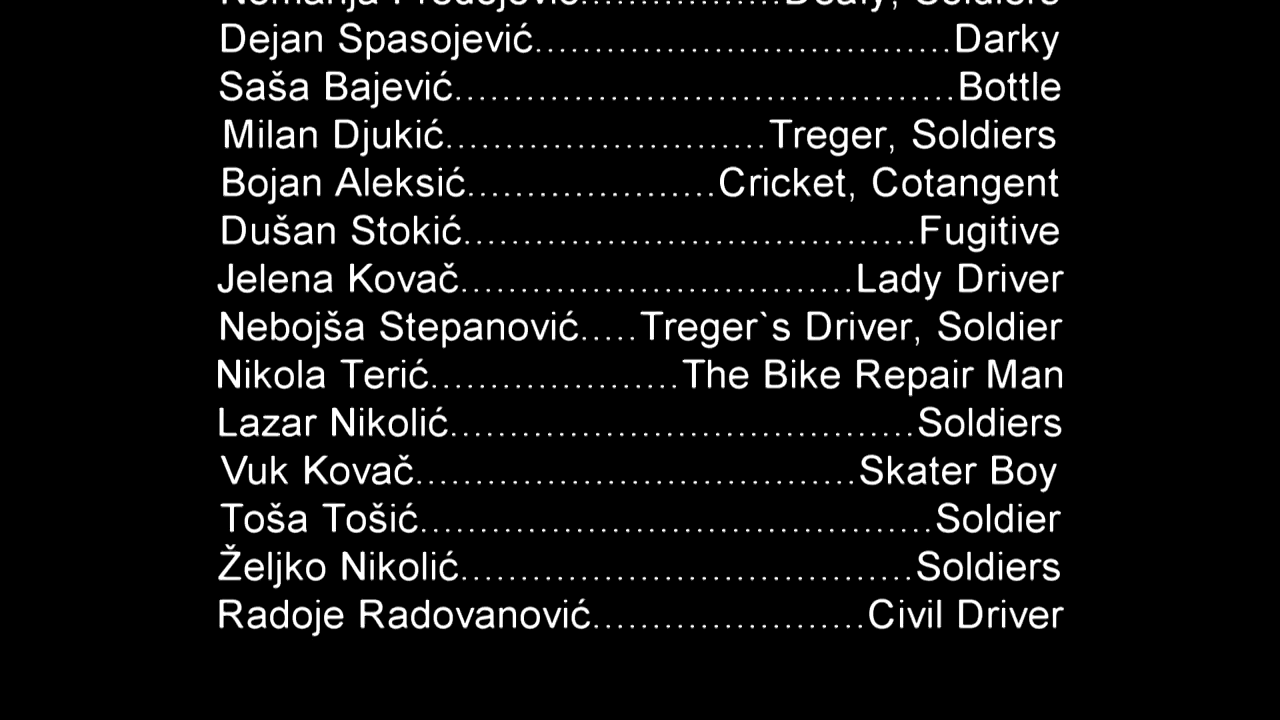 Dejan Spasojević...................................Darky
Saša Bajević..........................................Bottle
Milan Djukić...........................Treger, Soldiers
Bojan Aleksić.....................Cricket, Cotangent
Dušan Stokić......................................Fugitive
Jelena Kovač.................................Lady Driver
Nebojša Stepanović.....Treger`s Driver, Soldier
Nikola Terić.....................The Bike Repair Man
Lazar Nikolić.......................................Soldiers
Vuk Kovač.....................................Skater Boy
Toša Tošić...........................................Soldier
Željko Nikolić......................................Soldiers
Radoje Radovanović.......................Civil Driver